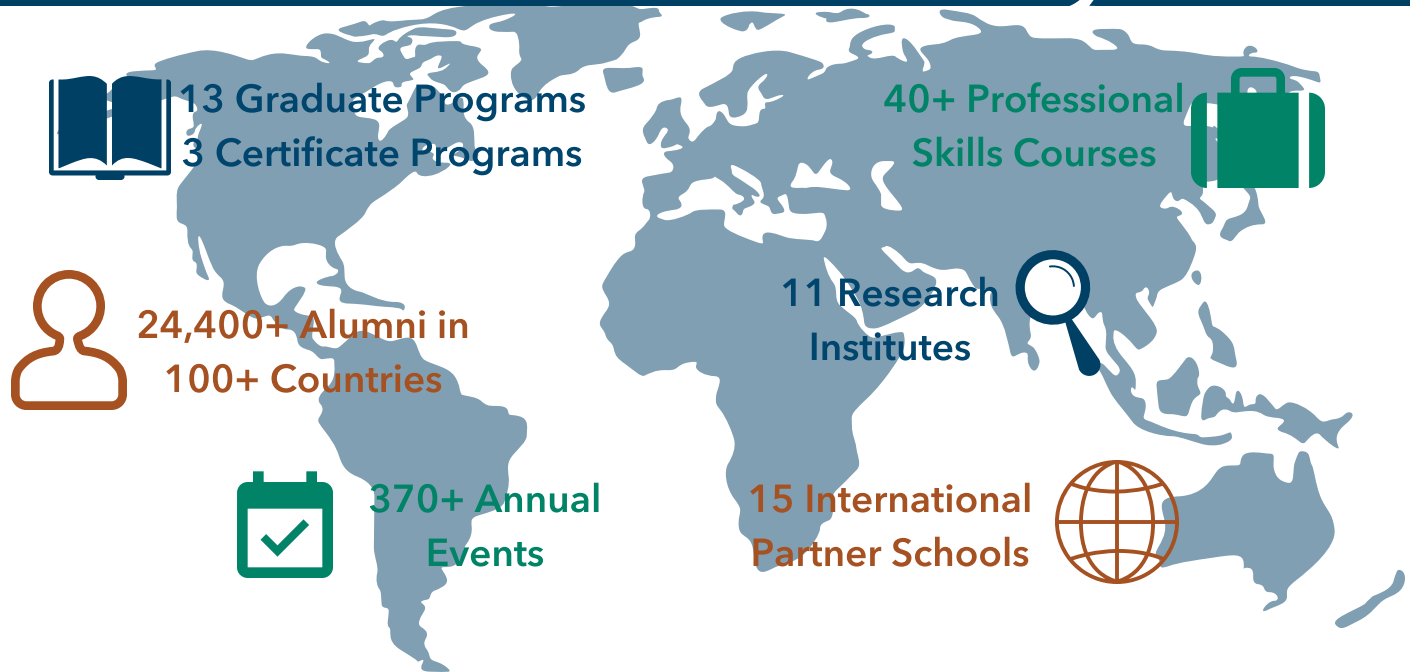 13 Graduate Programs
3 Certificate Programs
40+ Professional
Skills Courses
24,400+ Alumni in
100+ Countries
11 Research
Institutes
370+ Annual
Events
15 International
Partner Schools